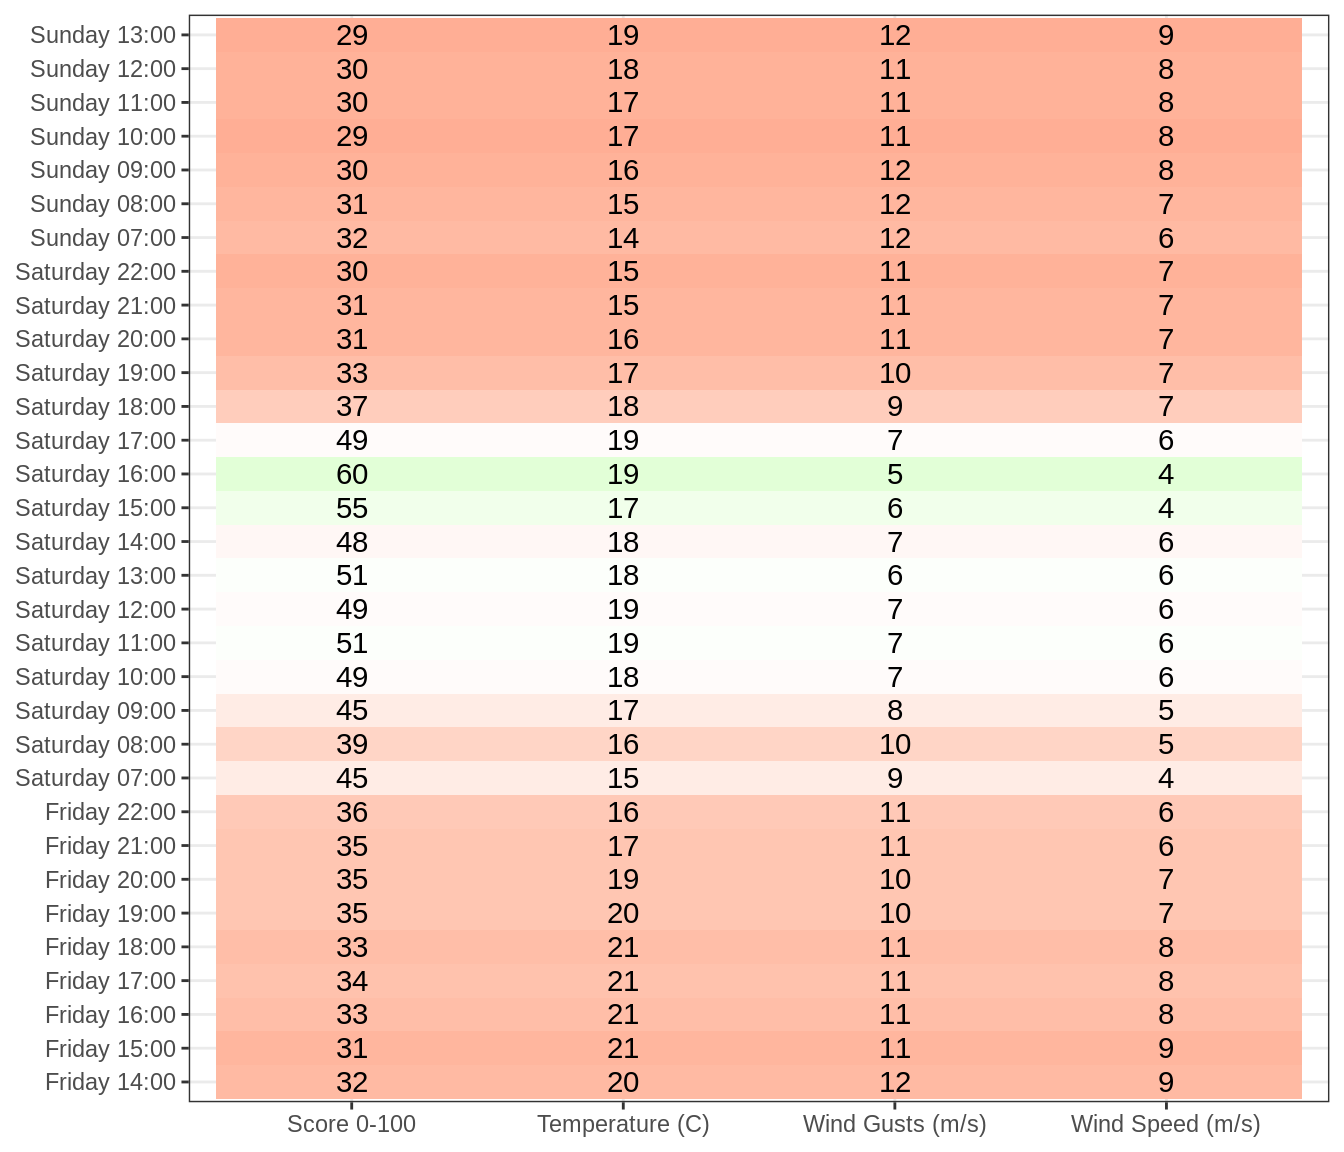 Sunday 13:00 29 19 12 9
Sunday 12:00 30 18 11 8
Sunday 11:00 30 17 11 8
Sunday 10:00 29 17 11 8
Sunday 09:00 30 16 12 8
Sunday 08:00 31 15 12 7
Sunday 07:00 32 14 12 6
Saturday 22:00 30 15 11 7
Saturday 21:00 31 15 11 7
Saturday 20:00 31 16 11 7
Saturday 19:00 33 17 10 7
Saturday 18:00 37 18 9 7
Saturday 17:00 49 19 7 6
Saturday 16:00 60 19 5 4
Saturday 15:00 55 17 6 4
Saturday 14:00 48 18 7 6
Saturday 13:00 51 18 6 6
Saturday 12:00 49 19 7 6
Saturday 11:00 51 19 7 6
Saturday 10:00 49 18 7 6
Saturday 09:00 45 17 8 5
Saturday 08:00 39 16 10 5
Saturday 07:00 45 15 9 4
Friday 22:00 36 16 11 6
Friday 21:00 35 17 11 6
Friday 20:00 35 19 10 7
Friday 19:00 35 20 10 7
Friday 18:00 33 21 11 8
Friday 17:00 34 21 11 8
Friday 16:00 33 21 11 8
Friday 15:00 31 21 11 9
Friday 14:00 32 20 12 9
Score 0-100 Temperature (C) Wind Gusts (m/s) Wind Speed (m/s)